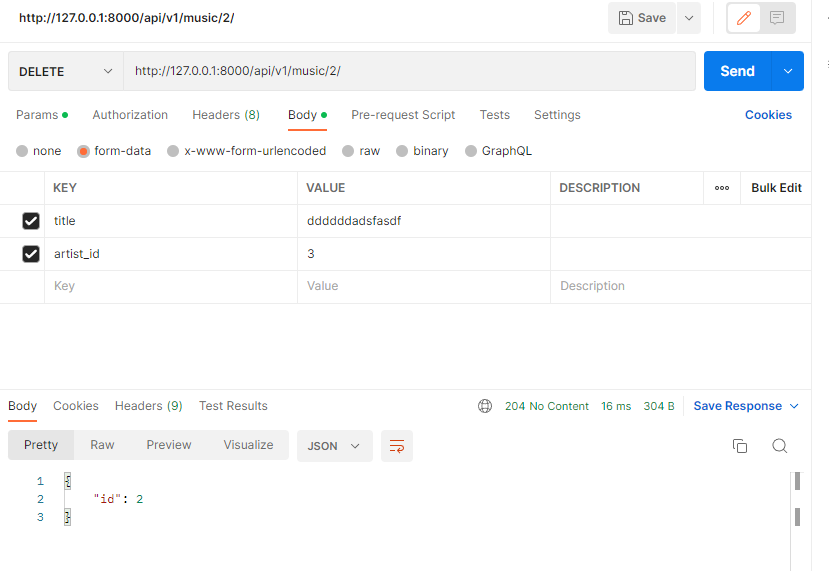 http://127.0.0.1:8000/api/v1/music/2/ Save
DELETE http://127.0.0.1:8000/api/v1/music/2/ Send
Params Authorization Headers (8) Body Pre-request Script Tests Settings Cookies
none form-data x-www-form-urlencoded raw binary GraphQL
KEY VALUE DESCRIPTION ooo Bulk Edit
title ddddddadsfasdf
artist_id 3
Key Value Description
Body Cookies Headers (9) Test Results 204 No Content 16 ms 304 B Save Response
Pretty Raw Preview Visualize JSON
1 {
2 "id": 2
3 }